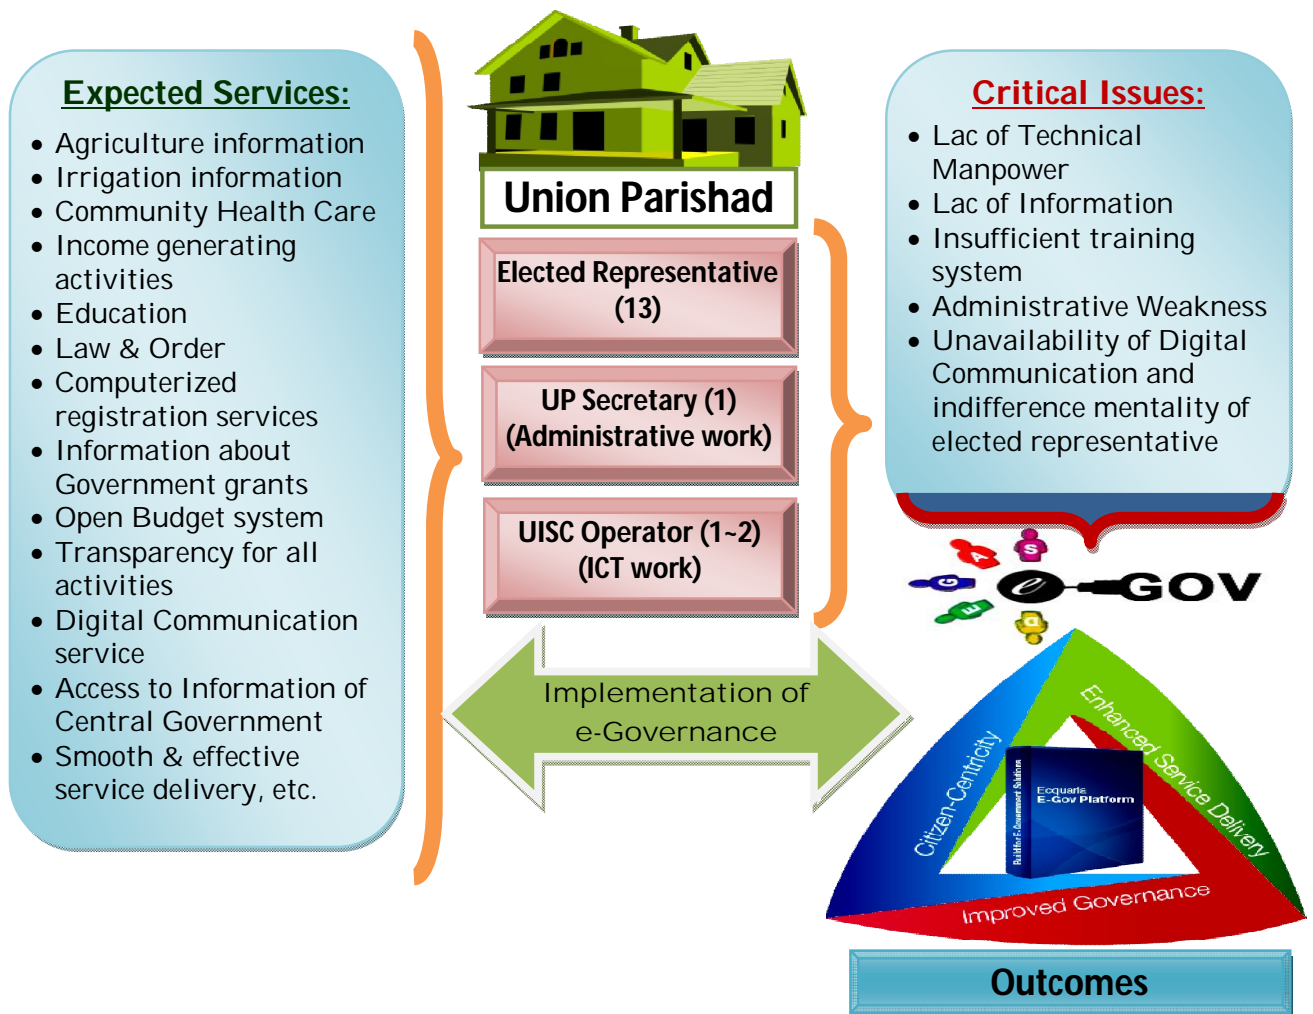 Expected Services:
• Agriculture information
• Irrigation information
• Community Health Care
• Income generating
activities
• Education
• Law & Order
• Computerized
registration services
• Information about
Government grants
• Open Budget system
• Transparency for all
activities
• Digital Communication
service
• Access to Information of
Central Government
• Smooth & effective
service delivery, etc.
Union Parishad
Elected Representative
(13)
UP Secretary (1)
(Administrative work)
UISC Operator (1~2)
(ICT work)
Implementation of
e-Governance
Critical Issues:
• Lac of Technical
Manpower
• Lac of Information
• Insufficient training
system
• Administrative Weakness
• Unavailability of Digital
Communication and
indifference mentality of
elected representative
S
A
G
E
D
e GOV
Citizen-Centricity
Enhanced Service Delivery
Improved Governance
Build for E-Government Solutions
Ecquaria
E-Gov Platform
Outcomes